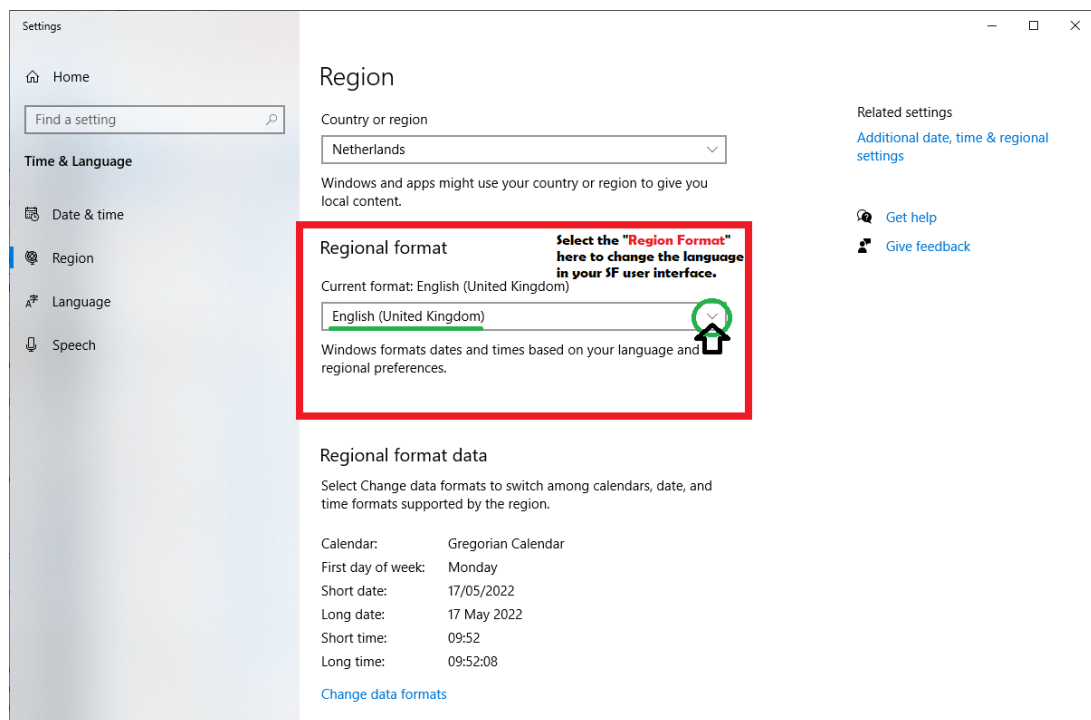 Settings
Home
Find a setting
Time & Language
Date & time
Region
Language
Speech
Region
Country or region
Netherlands
Windows and apps might use your country or region to give you
local content.
Regional format
Select the "Region Format"
here to change the language
in your SF user interface.
Current format: English (United Kingdom)
English (United Kingdom)
Windows formats dates and times based on your language and
regional preferences.
Regional format data
Select Change data formats to switch among calendars, date, and
time formats supported by the region.
Calendar: Gregorian Calendar
First day of week: Monday
Short date: 17/05/2022
Long date: 17 May 2022
Short time: 09:52
Long time: 09:52:08
Change data formats
Related settings
Additional date, time & regional
settings
Get help
Give feedback